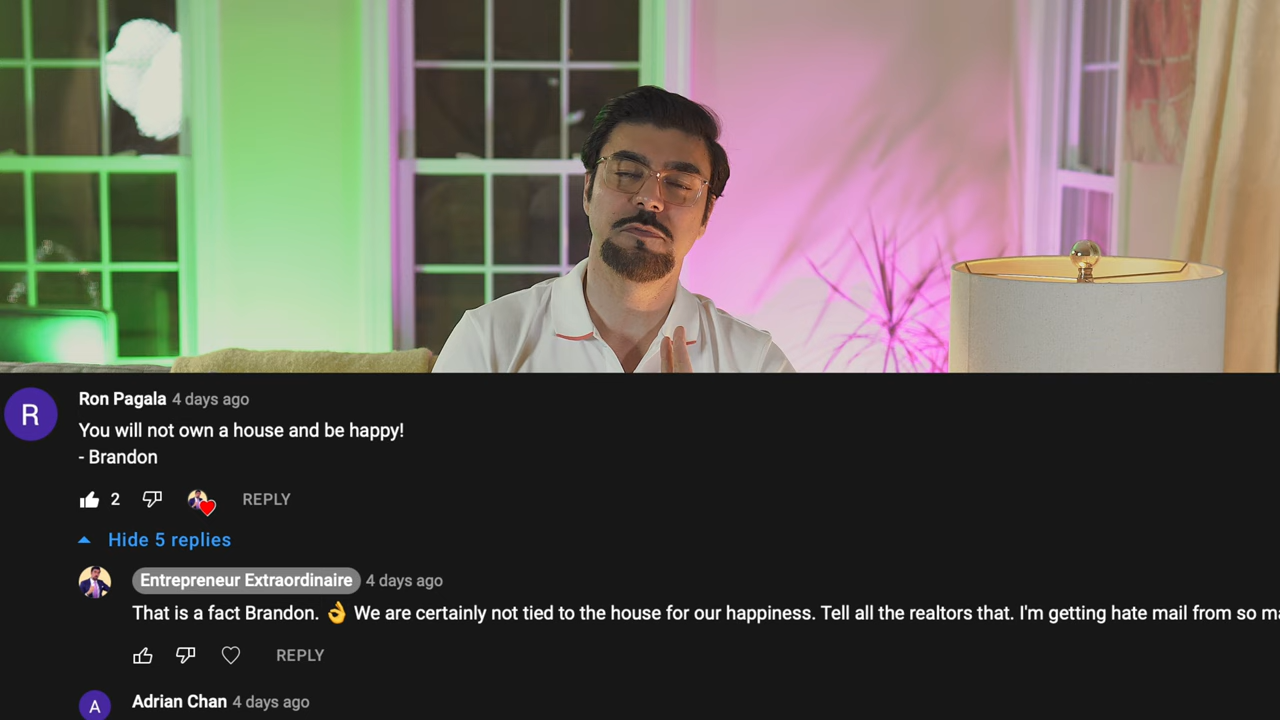 R
Ron Pagala 4 days ago
You will not own a house and be happy!
- Brandon
2 REPLY
Hide 5 replies
Entrepreneur Extraordinaire 4 days ago
That is a fact Brandon. 👌 We are certainly not tied to the house for our happiness. Tell all the realtors that. I'm getting hate mail from so
REPLY
A
Adrian Chan 4 days ago